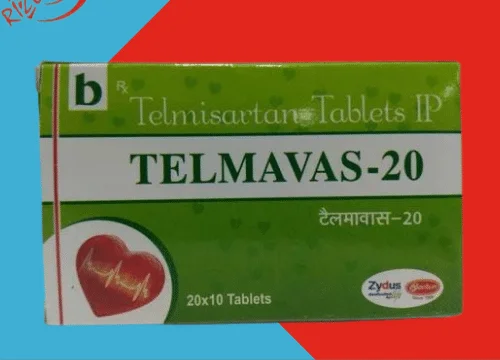 b
Rx
Telmisartan Tablets IP
TELMAVAS-20
टैलमावास-20
20x10 Tablets
Zydus